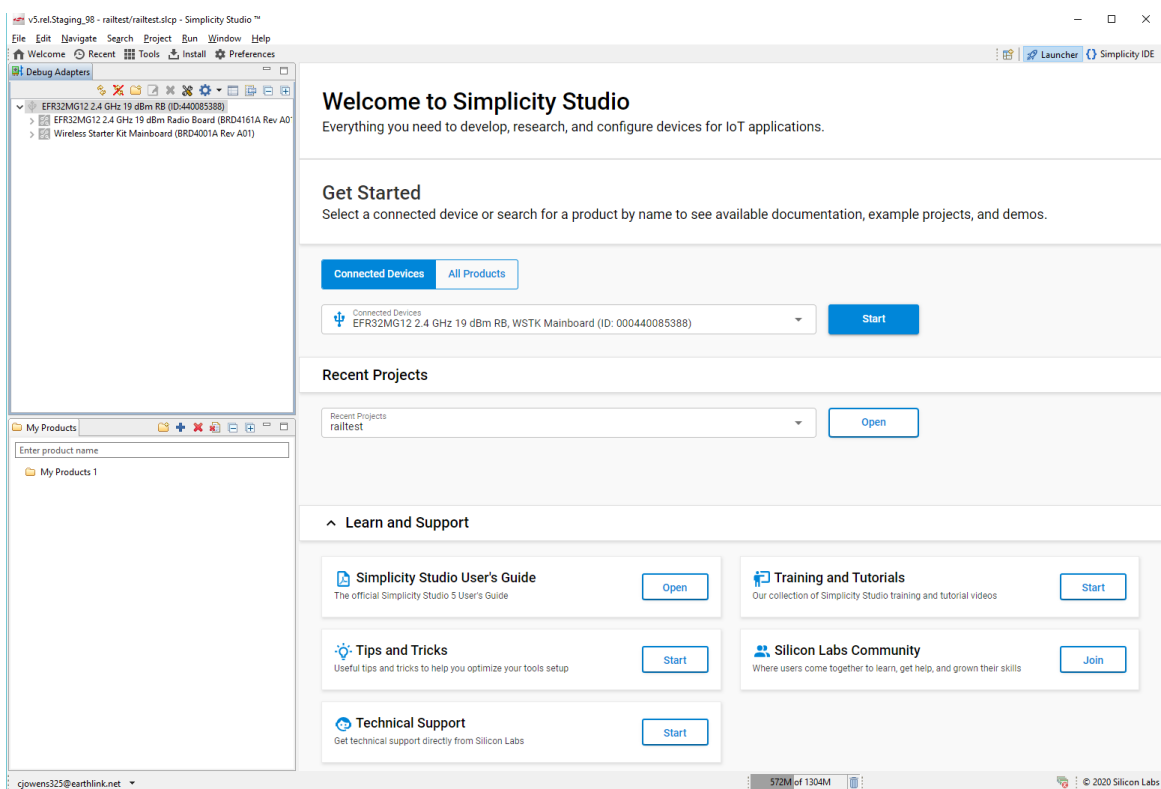 v5.rel.Staging_98 - railtest/railtest.slcp - Simplicity Studio ™
File Edit Navigate Search Project Run Window Help
Welcome Recent Tools Install Preferences
Launcher {} Simplicity IDE
Debug Adapters
EFR32MG12 2.4 GHz 19 dBm RB (ID:440085388)
EFR32MG12 2.4 GHz 19 dBm Radio Board (BRD4161A Rev A0
Wireless Starter Kit Mainboard (BRD4001A Rev A01)
My Products
Enter product name
My Products 1
Welcome to Simplicity Studio
Everything you need to develop, research, and configure devices for IoT applications.
Get Started
Select a connected device or search for a product by name to see available documentation, example projects, and demos.
Connected Devices All Products
Connected Devices
EFR32MG12 2.4 GHz 19 dBm RB, WSTK Mainboard (ID: 000440085388)
Start
Recent Projects
Recent Projects
railtest
Open
Learn and Support
Simplicity Studio User's Guide
The official Simplicity Studio 5 User's Guide
Open
Training and Tutorials
Our collection of Simplicity Studio training and tutorial videos
Start
Tips and Tricks
Useful tips and tricks to help you optimize your tools setup
Start
Silicon Labs Community
Where users come together to learn, get help, and grown their skills
Join
Technical Support
Get technical support directly from Silicon Labs
Start
cjowens325@earthlink.net
572M of 1304M
© 2020 Silicon Labs